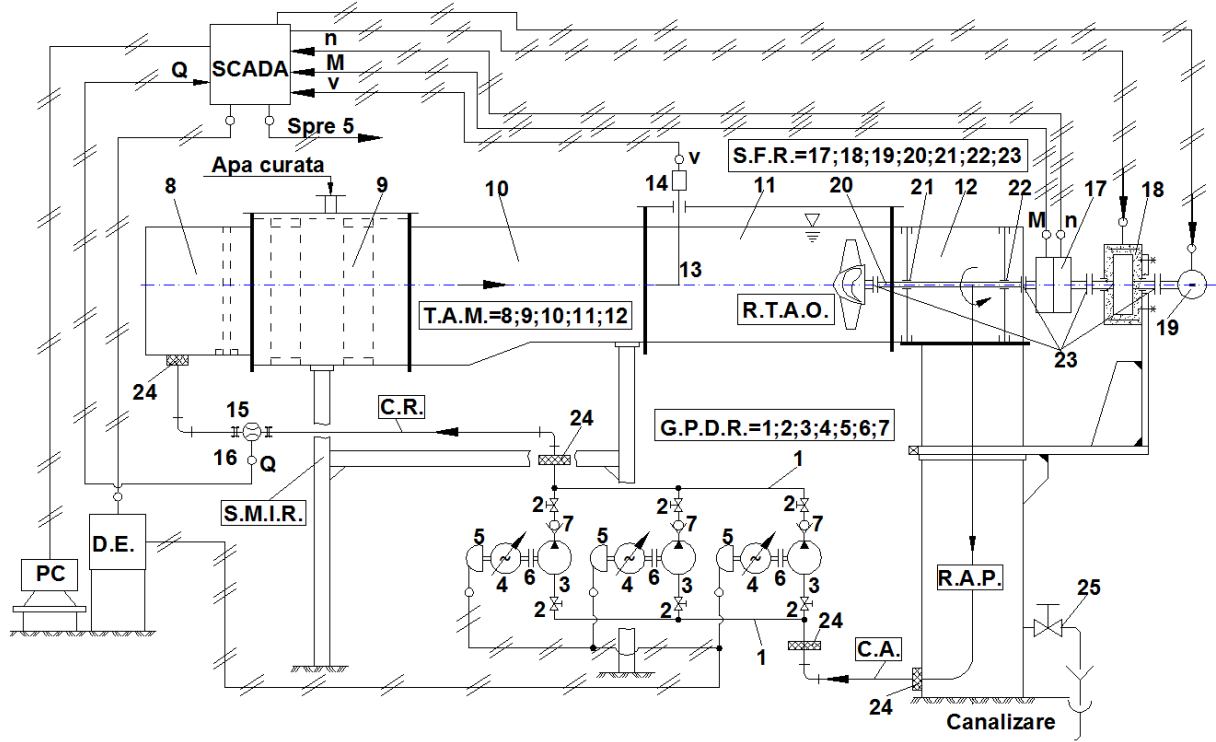 n
Q
SCADA
M
v
Spre 5
Apa curata
v
S.F.R.=17;18;19;20;21;22;23
8
9
10
14
11
20
21
12
22
17
18
M
n
13
T.A.M.=8;9;10;11;12
R.T.A.O.
19
23
24
15
C.R.
16
Q
24
G.P.D.R.=1;2;3;4;5;6;7
1
S.M.I.R.
2
2
2
7
7
7
5
5
5
D.E.
4
6
4
6
4
6
PC
3
3
3
R.A.P.
25
2
2
2
24
1
C.A.
24
Canalizare
~
~
~